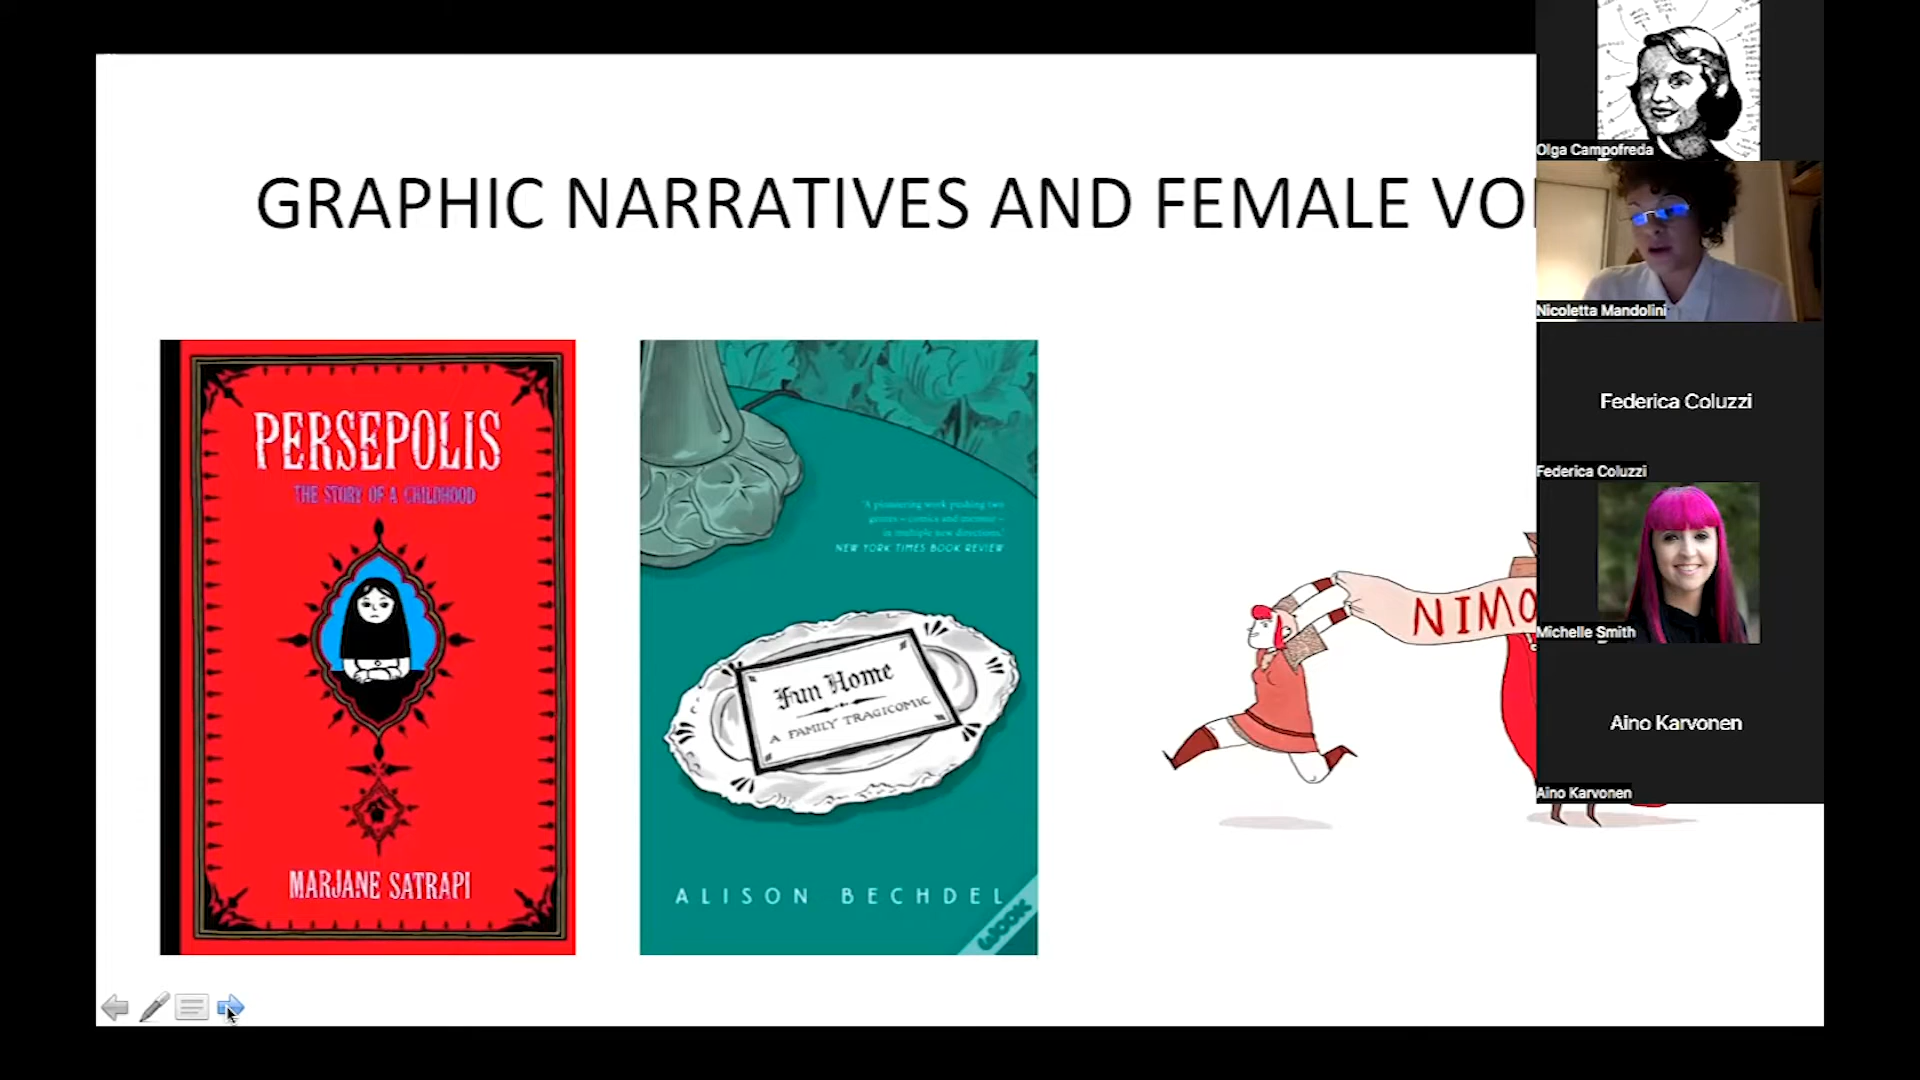 GRAPHIC NARRATIVES AND FEMALE VO
PERSEPOLIS
THE STORY OF A CHILDHOOD
MARJANE SATRAPI
'A pioneering work pushing two
genres – comics and memoir –
in multiple new directions.'
NEW YORK TIMES BOOK REVIEW
Fun Home
A FAMILY TRAGICOMIC
ALISON BECHDEL
WOOK
NIMO
Olga Campofreda
Nicoletta Mandolini
Federica Coluzzi
Federica Coluzzi
Michelle Smith
Aino Karvonen
Aino Karvonen